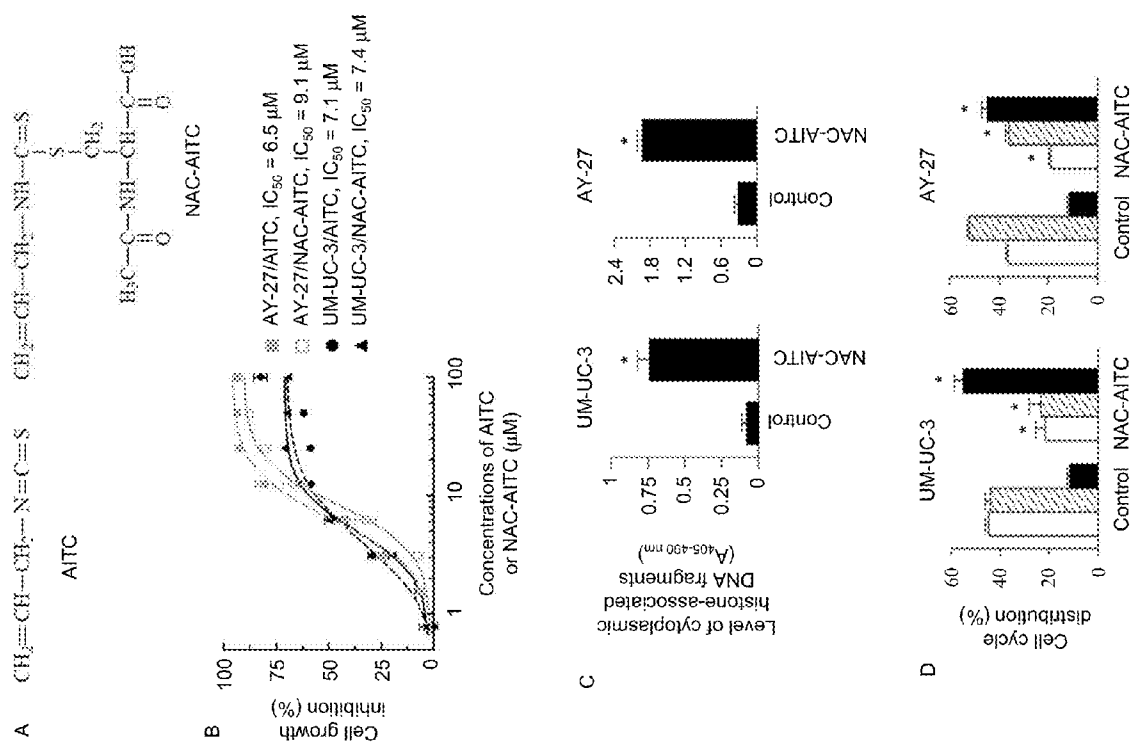 A
CH₂=CH—CH₂—N=C=S
AITC
CH₂=CH—CH₂—NH—C=S
S
CH₂
H₃C—C—NH—CH—C—OH
O O
NAC-AITC
B
Cell growth
inhibition (%)
100
75
50
25
0
1 10 100
Concentrations of AITC
or NAC-AITC (µM)
AY-27/AITC, IC₅₀ = 6.5 µM
AY-27/NAC-AITC, IC₅₀ = 9.1 µM
UM-UC-3/AITC, IC₅₀ = 7.1 µM
UM-UC-3/NAC-AITC, IC₅₀ = 7.4 µM
C
Level of cytoplasmic
histone-associated
DNA fragments
(A₄₀₅₋₄₉₀ nm)
UM-UC-3
1
0.75
0.5
0.25
0
*
Control
NAC-AITC
AY-27
2.4
1.8
1.2
0.6
0
*
Control
NAC-AITC
D
Cell cycle
distribution (%)
UM-UC-3
60
40
20
0
* * *
Control NAC-AITC
AY-27
60
40
20
0
* * *
Control NAC-AITC